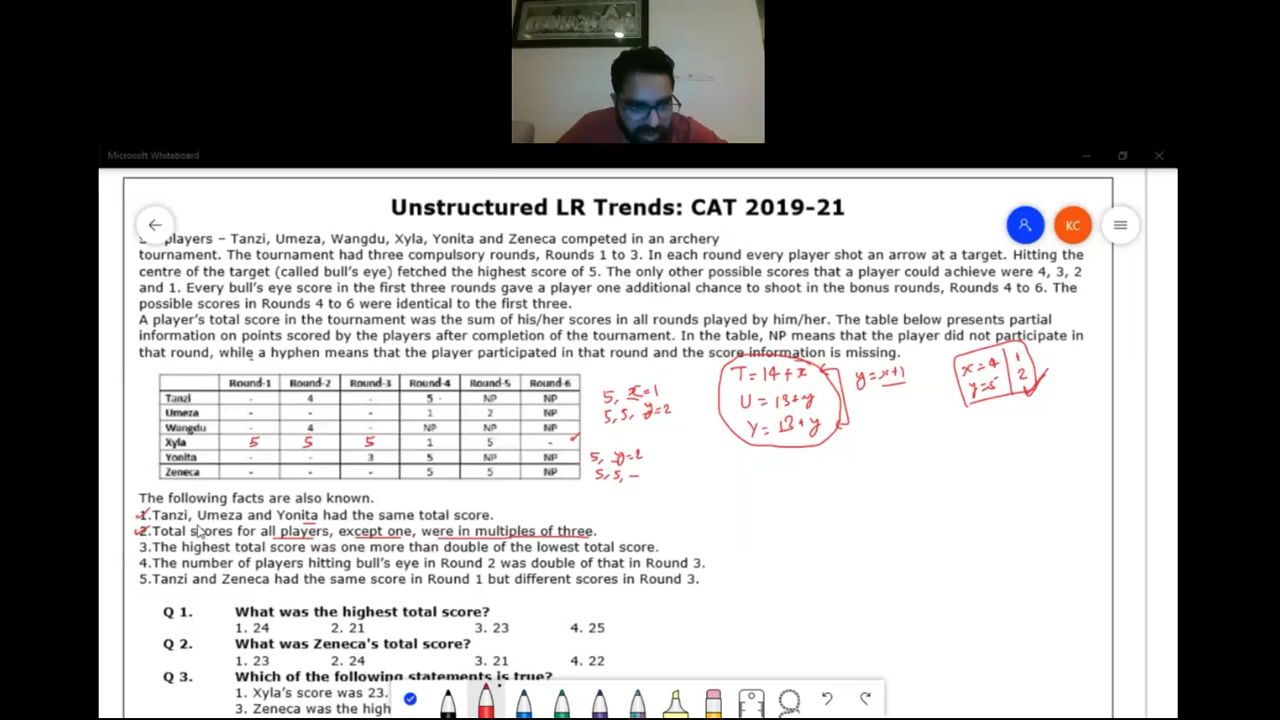 Microsoft Whiteboard
Unstructured LR Trends: CAT 2019-21
KC
players – Tanzi, Umeza, Wangdu, Xyla, Yonita and Zeneca competed in an archery
tournament. The tournament had three compulsory rounds, Rounds 1 to 3. In each round every player shot an arrow at a target. Hitting the
centre of the target (called bull's eye) fetched the highest score of 5. The only other possible scores that a player could achieve were 4, 3, 2
and 1. Every bull's eye score in the first three rounds gave a player one additional chance to shoot in the bonus rounds, Rounds 4 to 6. The
possible scores in Rounds 4 to 6 were identical to the first three.
A player's total score in the tournament was the sum of his/her scores in all rounds played by him/her. The table below presents partial
information on points scored by the players after completion of the tournament. In the table, NP means that the player did not participate in
that round, while a hyphen means that the player participated in that round and the score information is missing.
Round-1 Round-2 Round-3 Round-4 Round-5 Round-6
Tanzi - 4 - 5 NP NP
Umeza - - - 1 2 NP
Wangdu - 4 - NP NP NP
Xyla 5 5 5 1 5 -
Yonita - - 3 5 NP NP
Zeneca - - - 5 5 NP
5, x=1
5, 5, y=2
5, y=2
5, 5, -
T = 14+x
U = 13+y
Y = 13+y
y=x+1
x=4 1
y=5 2
The following facts are also known.
1.Tanzi, Umeza and Yonita had the same total score.
2.Total scores for all players, except one, were in multiples of three.
3.The highest total score was one more than double of the lowest total score.
4.The number of players hitting bull's eye in Round 2 was double of that in Round 3.
5.Tanzi and Zeneca had the same score in Round 1 but different scores in Round 3.
Q 1. What was the highest total score?
1. 24 2. 21 3. 23 4. 25
Q 2. What was Zeneca's total score?
1. 23 2. 24 3. 21 4. 22
Q 3. Which of the following statements is true?
1. Xyla's score was 23.
3. Zeneca was the